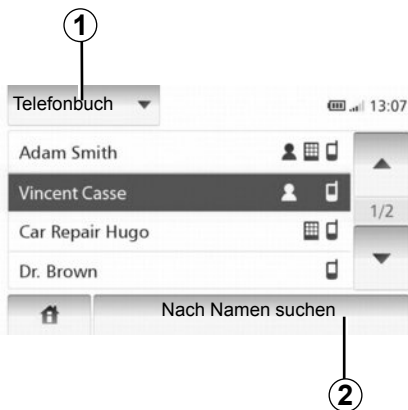 1
Telefonbuch 13:07
Adam Smith
Vincent Casse
1/2
Car Repair Hugo
Dr. Brown
Nach Namen suchen
2